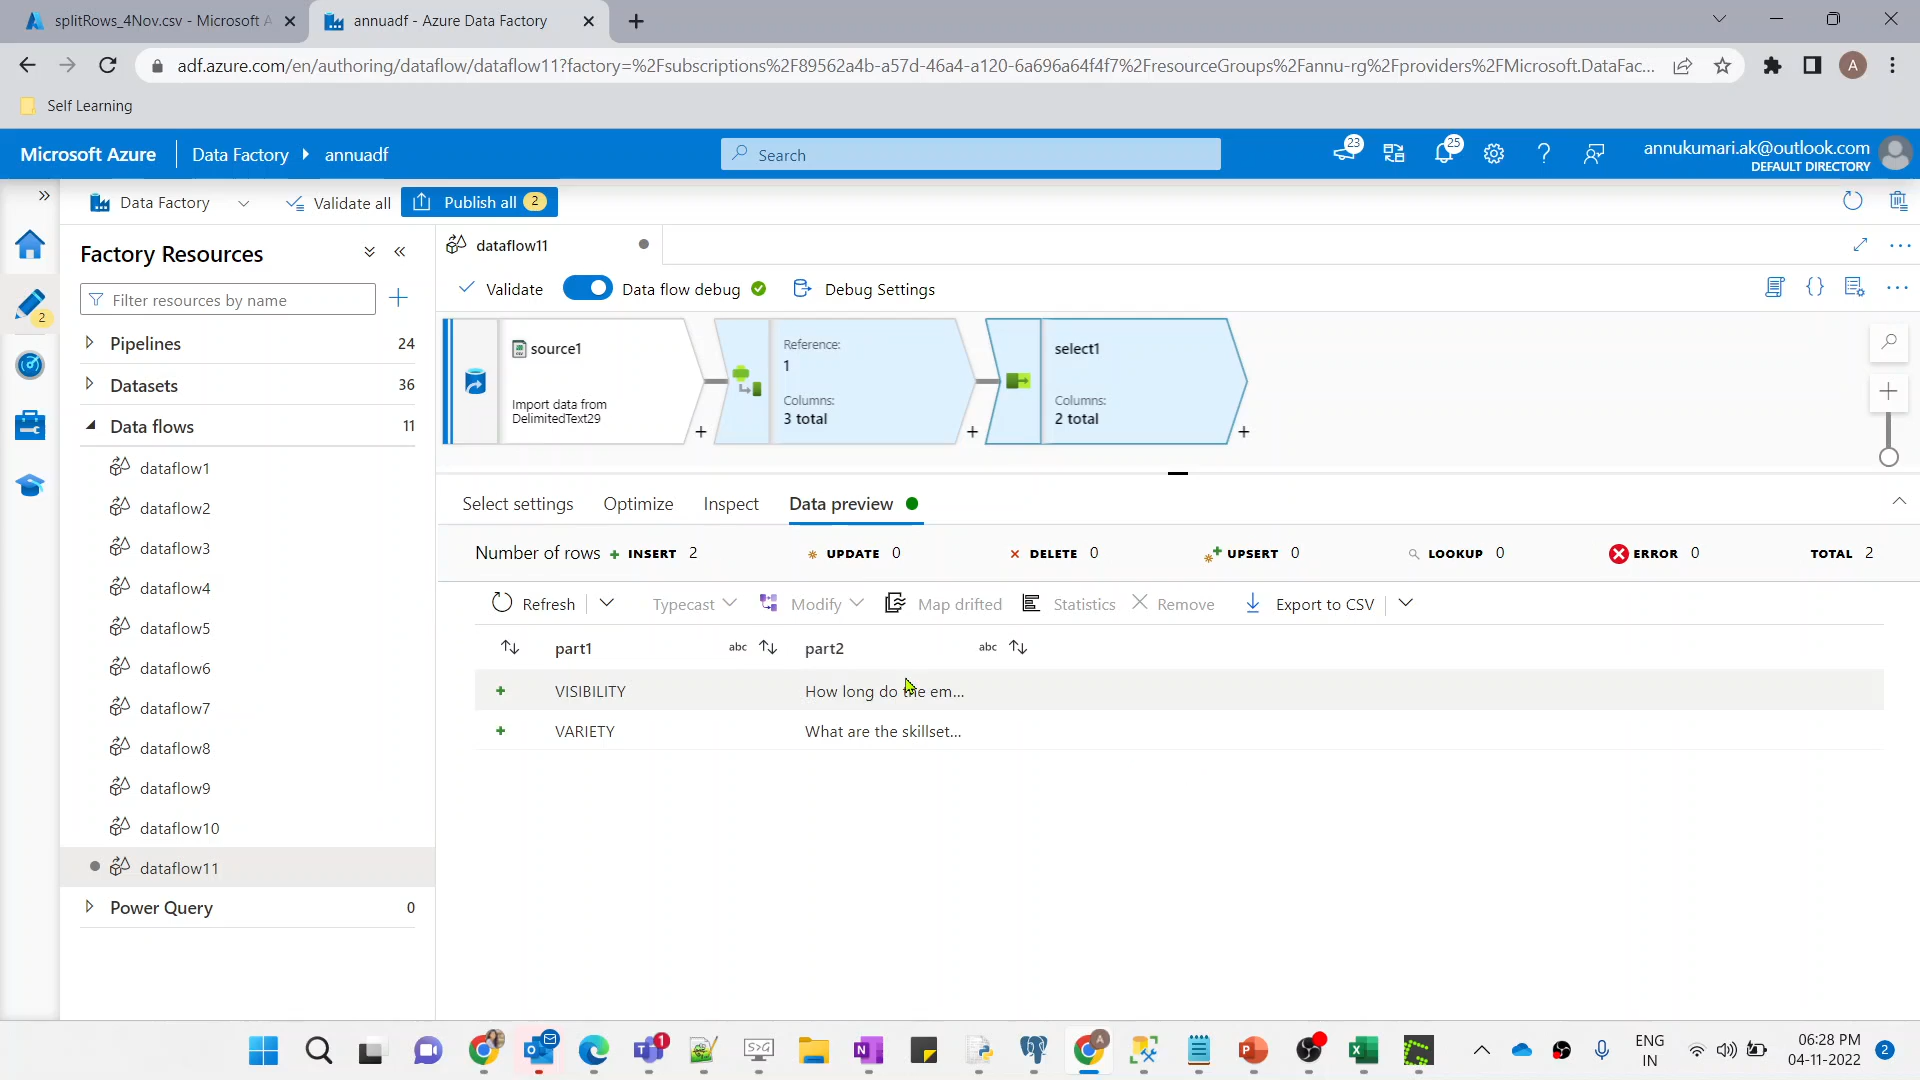 splitRows_4Nov.csv - Microsoft A
annuadf - Azure Data Factory
adf.azure.com/en/authoring/dataflow/dataflow11?factory=%2Fsubscriptions%2F89562a4b-a57d-46a4-a120-6a696a64f4f7%2FresourceGroups%2Fannu-rg%2Fproviders%2FMicrosoft.DataFac...
A
Self Learning
Microsoft Azure
Data Factory
annuadf
Search
23
25
annukumari.ak@outlook.com
DEFAULT DIRECTORY
Data Factory
Validate all
Publish all 2
Factory Resources
Filter resources by name
2
Pipelines 24
Datasets 36
Data flows 11
dataflow1
dataflow2
dataflow3
dataflow4
dataflow5
dataflow6
dataflow7
dataflow8
dataflow9
dataflow10
dataflow11
Power Query 0
dataflow11
Validate
Data flow debug
Debug Settings
source1
Import data from
DelimitedText29
Reference:
1
Columns:
3 total
select1
Columns:
2 total
Select settings
Optimize
Inspect
Data preview
Number of rows + INSERT 2 UPDATE 0 DELETE 0 UPSERT 0 LOOKUP 0 ERROR 0 TOTAL 2
Refresh
Typecast
Modify
Map drifted
Statistics
Remove
Export to CSV
part1 abc part2 abc
+ VISIBILITY How long do the em...
+ VARIETY What are the skillset...
1
S>G
N
A
P
X
ENG
IN
06:28 PM
04-11-2022
2